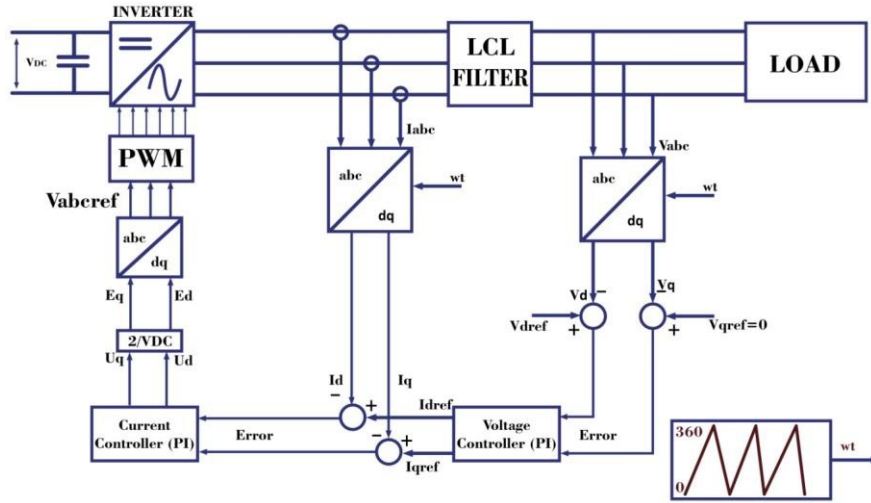 INVERTER
VDC
LCL
FILTER
LOAD
Iabc
Vabc
PWM
abc
dq
wt
abc
dq
wt
Vabcref
abc
dq
Eq
Ed
Vd
−
−
Vq
Vdref
+
+
Vqref=0
2/VDC
Uq
Ud
Id
−
Iq
Current
Controller (PI)
Error
+
Idref
−
+
Iqref
Voltage
Controller (PI)
Error
360
0
wt